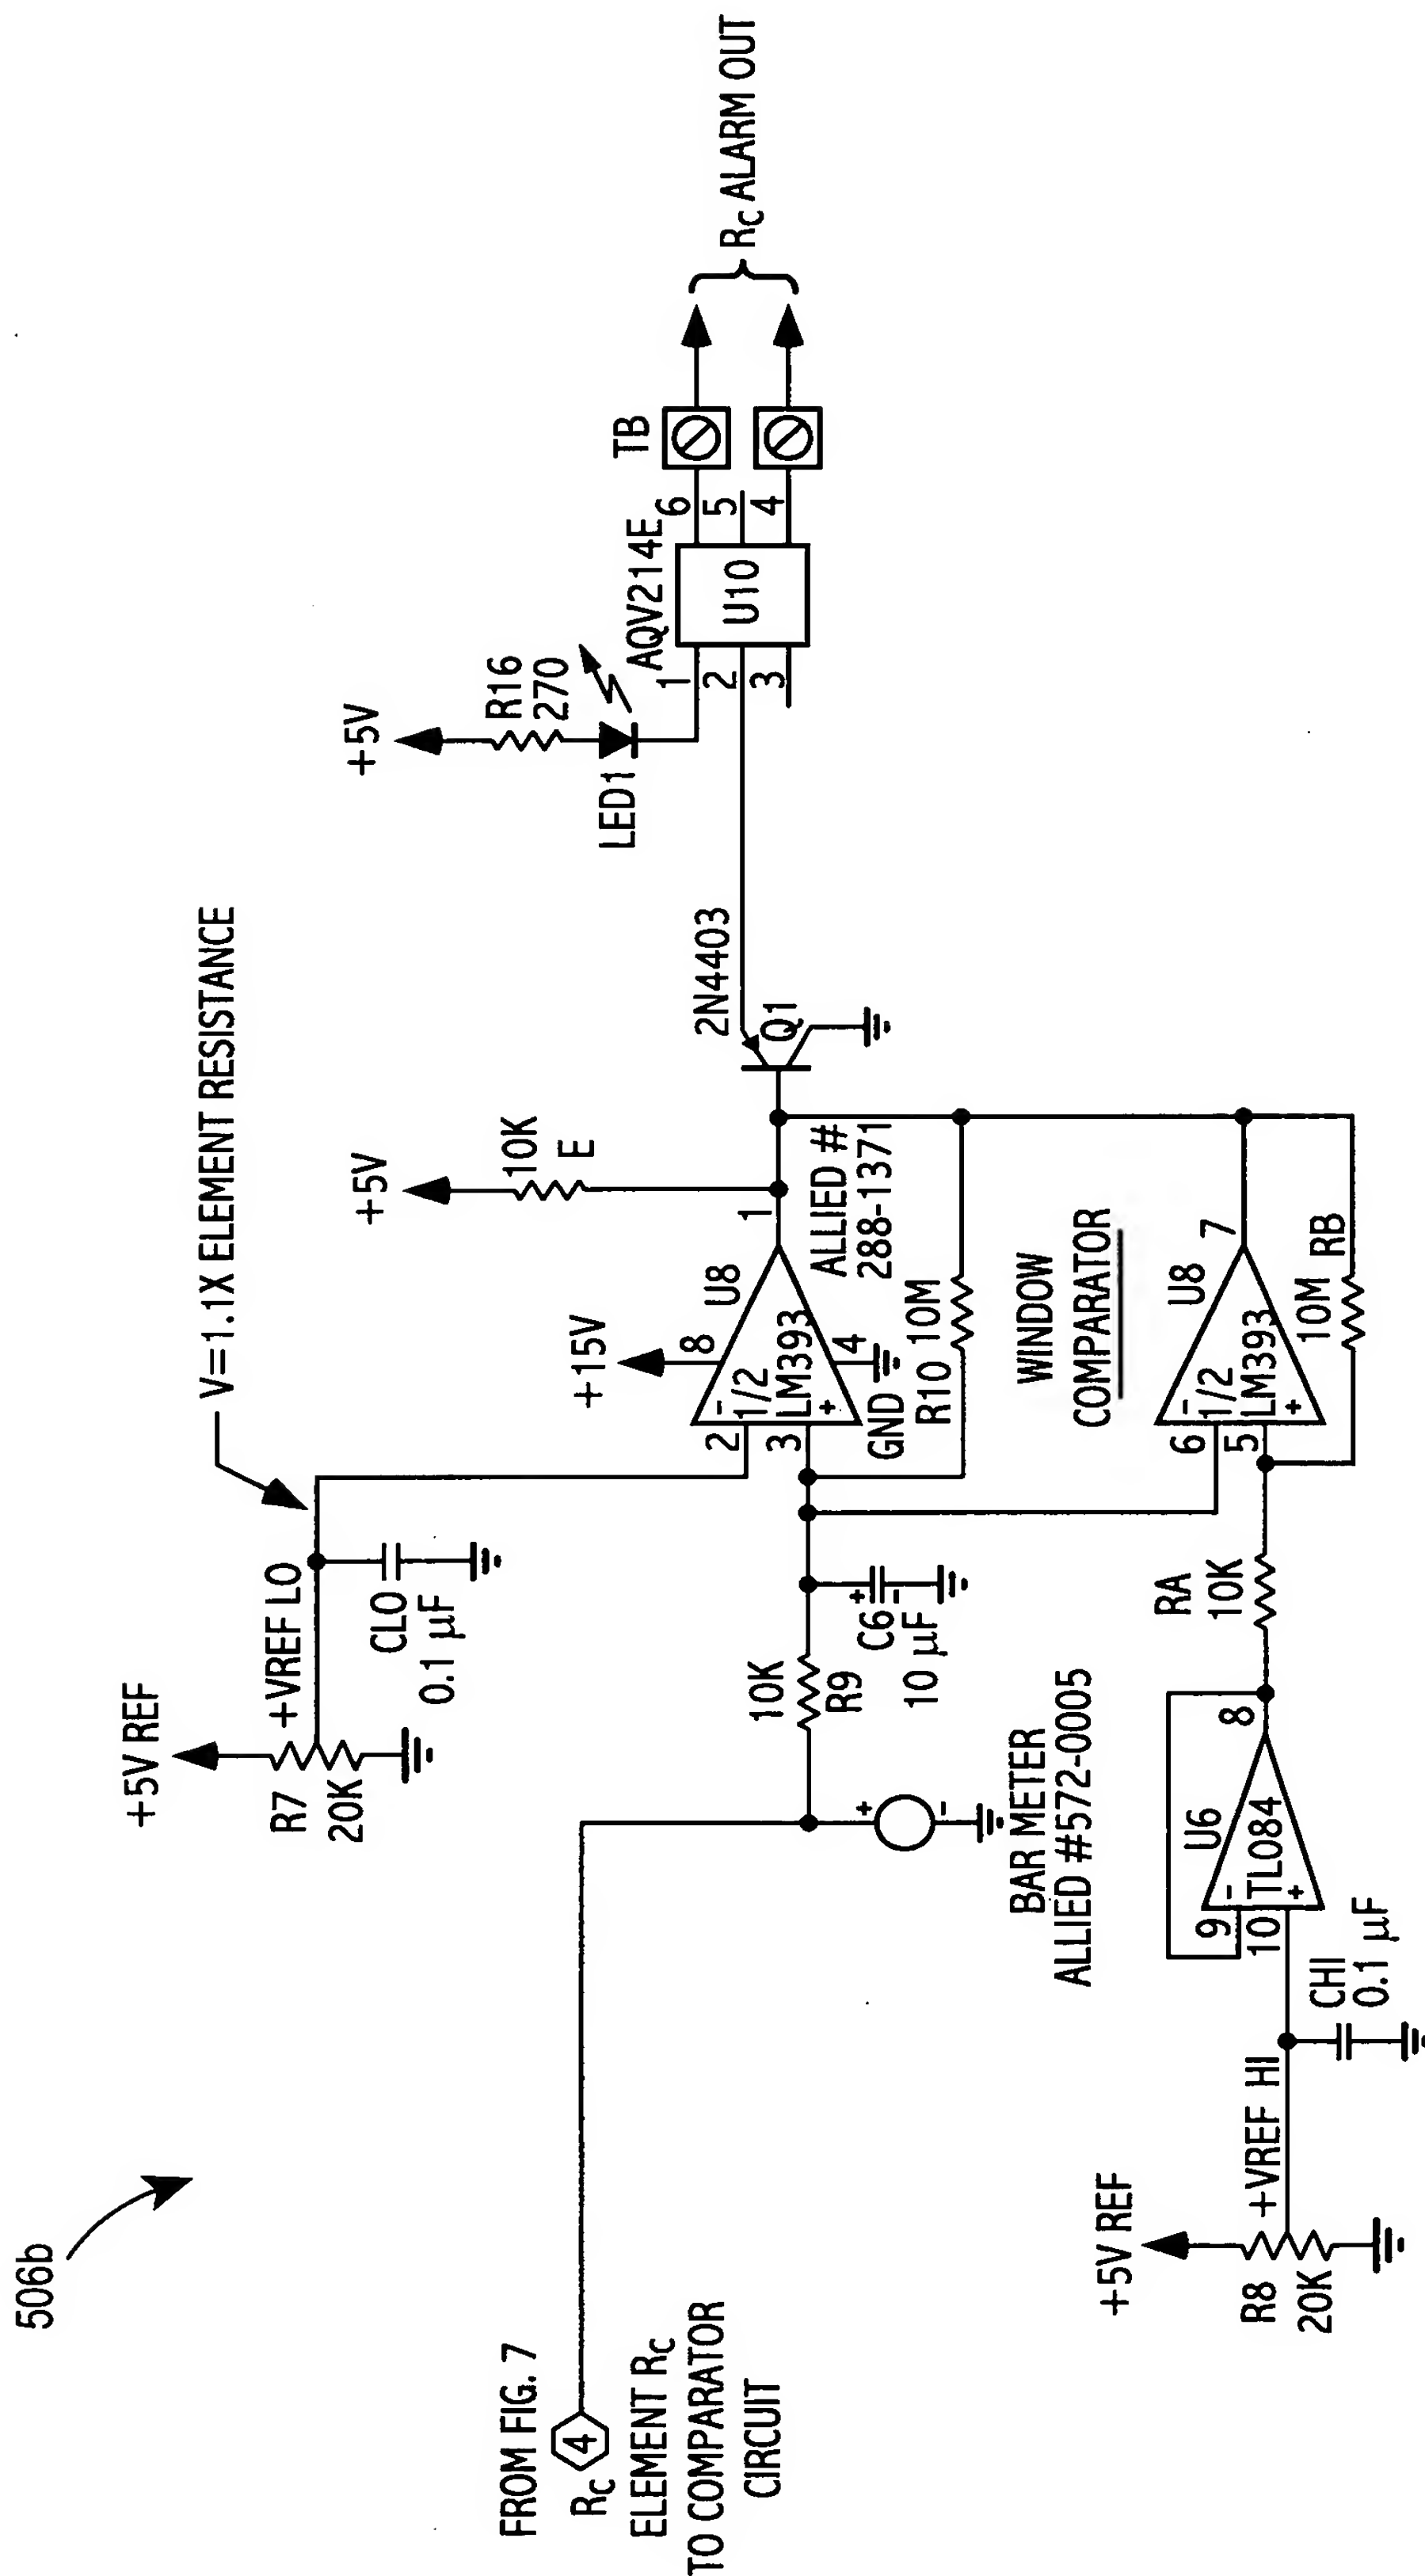 506b
FROM FIG. 7
RC 4
ELEMENT RC
TO COMPARATOR
CIRCUIT
+5V REF
R7
20K
+VREF LO
CLO
0.1 µF
V=1.1X ELEMENT RESISTANCE
10K
R9
+
C6
-
10 µF
+
-
BAR METER
ALLIED #572-0005
+5V REF
R8
20K
+VREF HI
CHI
0.1 µF
9
10
-
+
U6
TL084
8
RA
10K
2
3
-
+
1/2
LM393
+15V
8
U8
4
GND
1
ALLIED #
288-1371
R10 10M
+5V
10K
E
WINDOW
COMPARATOR
6
5
-
+
1/2
LM393
U8
7
10M RB
2N4403
Q1
+5V
R16
270
LED1
AQV214E
1
2
3
U10
6
5
4
TB
RC ALARM OUT